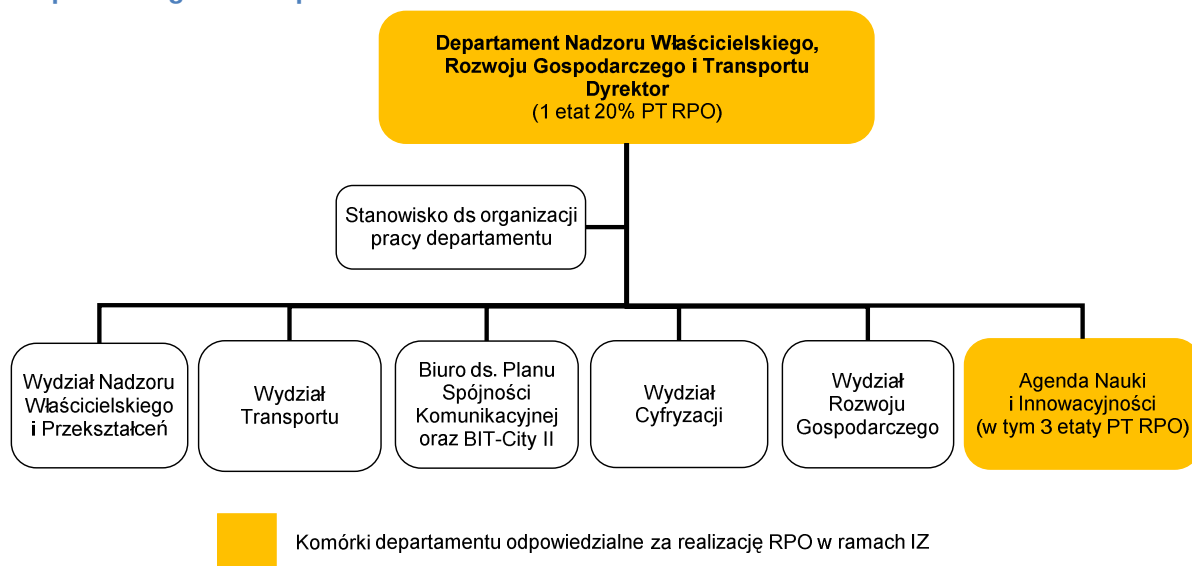 Departament Nadzoru Właścicielskiego,
Rozwoju Gospodarczego i Transportu
Dyrektor
(1 etat 20% PT RPO)
Stanowisko ds organizacji
pracy departamentu
Wydział Nadzoru
Właścicielskiego
i Przekształceń
Wydział
Transportu
Biuro ds. Planu
Spójności
Komunikacyjnej
oraz BIT-City II
Wydział
Cyfryzacji
Wydział
Rozwoju
Gospodarczego
Agenda Nauki
i Innowacyjności
(w tym 3 etaty PT RPO)
Komórki departamentu odpowiedzialne za realizację RPO w ramach IZ